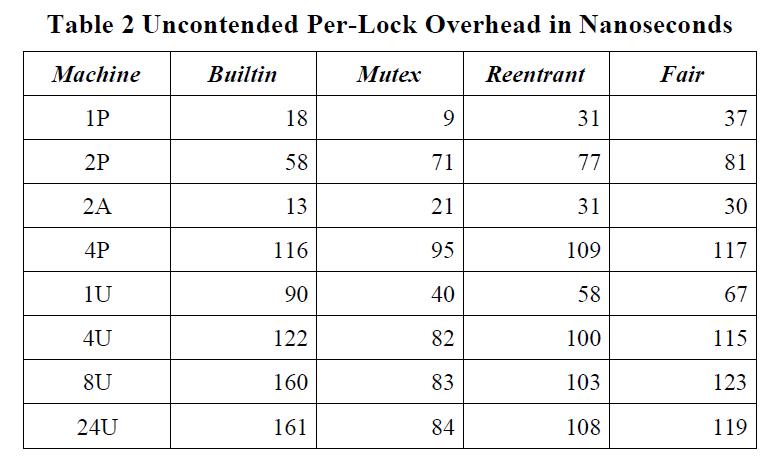 Table 2 Uncontended Per-Lock Overhead in Nanoseconds
Machine Builtin Mutex Reentrant Fair
1P 18 9 31 37
2P 58 71 77 81
2A 13 21 31 30
4P 116 95 109 117
1U 90 40 58 67
4U 122 82 100 115
8U 160 83 103 123
24U 161 84 108 119